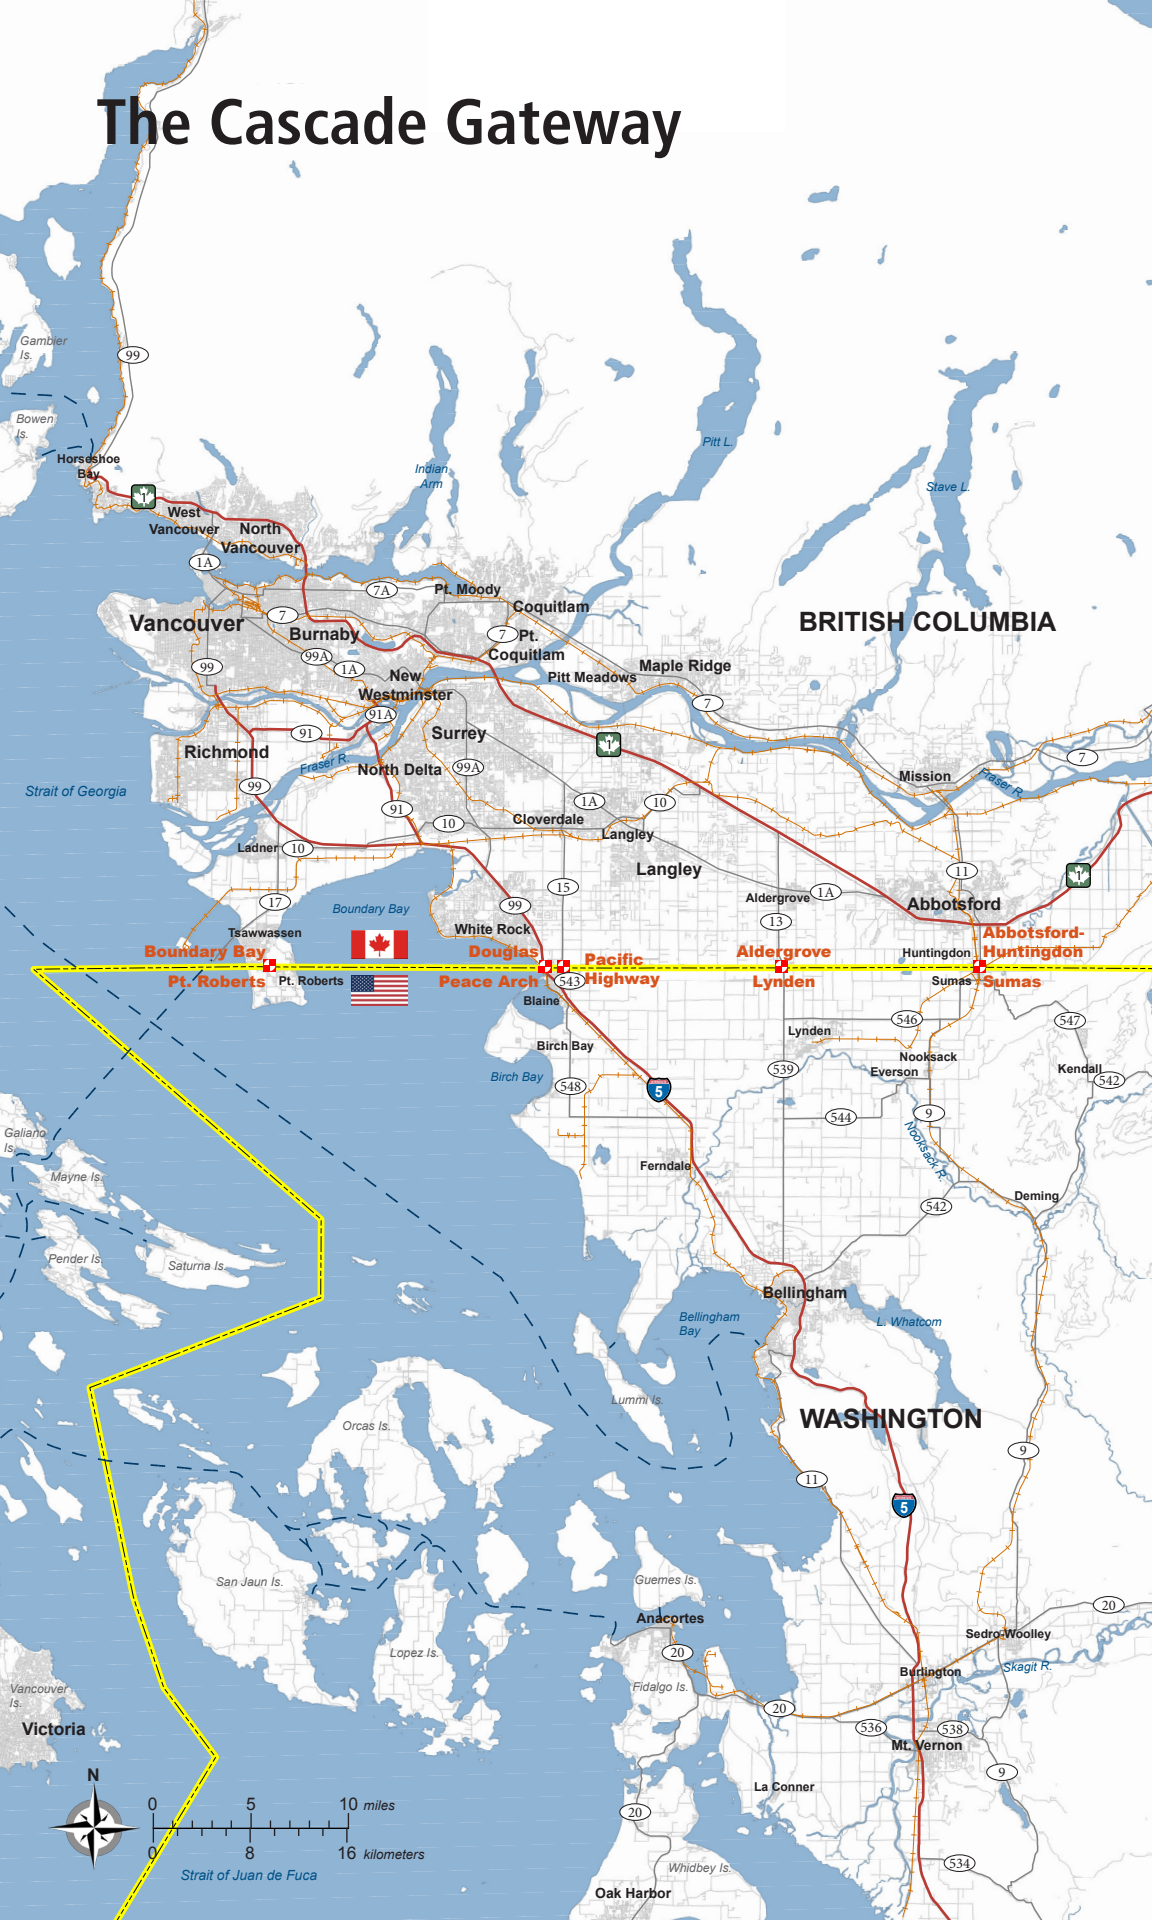 The Cascade Gateway
Gambier
Is.
99
Bowen
Is.
Horseshoe
Bay
1
West
Vancouver
North
Vancouver
Indian
Arm
Pitt L.
Stave L.
1A
7A
Pt. Moody
Coquitlam
BRITISH COLUMBIA
Vancouver
7
Burnaby
7
Pt.
Coquitlam
99A
1A
99
New
Westminster
Maple Ridge
Pitt Meadows
7
91A
91
Surrey
1
Richmond
Fraser R.
North Delta
99A
7
Mission
Fraser R.
Strait of Georgia
99
91
10
1A
10
Cloverdale
Langley
Ladner
10
Langley
11
1
15
Aldergrove
1A
Abbotsford
17
Boundary Bay
99
13
Tsawwassen
White Rock
Boundary Bay
Douglas
Pacific
Highway
Aldergrove
Huntingdon
Abbotsford-
Huntingdon
Pt. Roberts
Pt. Roberts
Peace Arch
543
Lynden
Sumas
Sumas
Blaine
546
547
Lynden
Birch Bay
Nooksack
Everson
Kendall
542
Birch Bay
548
5
539
544
9
Nooksack R.
Galiano
Is.
Mayne Is.
Ferndale
Deming
542
Pender Is.
Saturna Is.
Bellingham
Bellingham
Bay
L. Whatcom
Lummi Is.
Orcas Is.
WASHINGTON
9
11
5
San Jaun Is.
Guemes Is.
Anacortes
20
Sedro-Woolley
Lopez Is.
20
Burlington
Skagit R.
Vancouver
Is.
Fidalgo Is.
20
536
538
Victoria
Mt. Vernon
9
N
La Conner
0 5 10 miles
20
0 8 16 kilometers
534
Strait of Juan de Fuca
Whidbey Is.
Oak Harbor